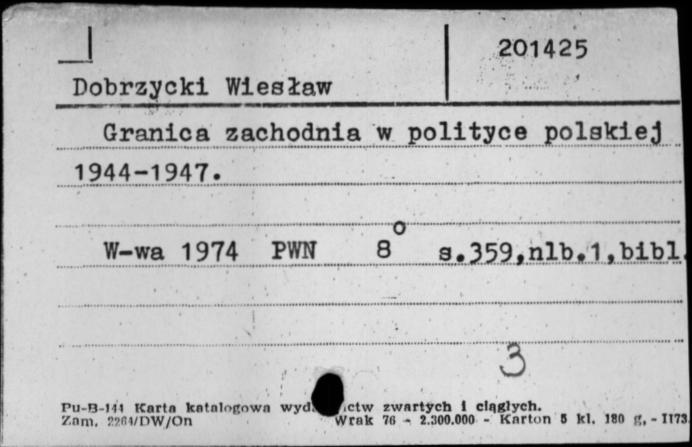 201425
Dobrzycki Wiesław
Granica zachodnia w polityce polskiej
1944-1947.
W-wa 1974 PWN 8° s.359,nlb.1,bibl.
3
Pu-B-144 Karta katalogowa zwartych i ciągłych.
Zam. 2264/DW/On Wrak 76 - 2.300.000 - Karton 5 kl. 180 g, - 1173